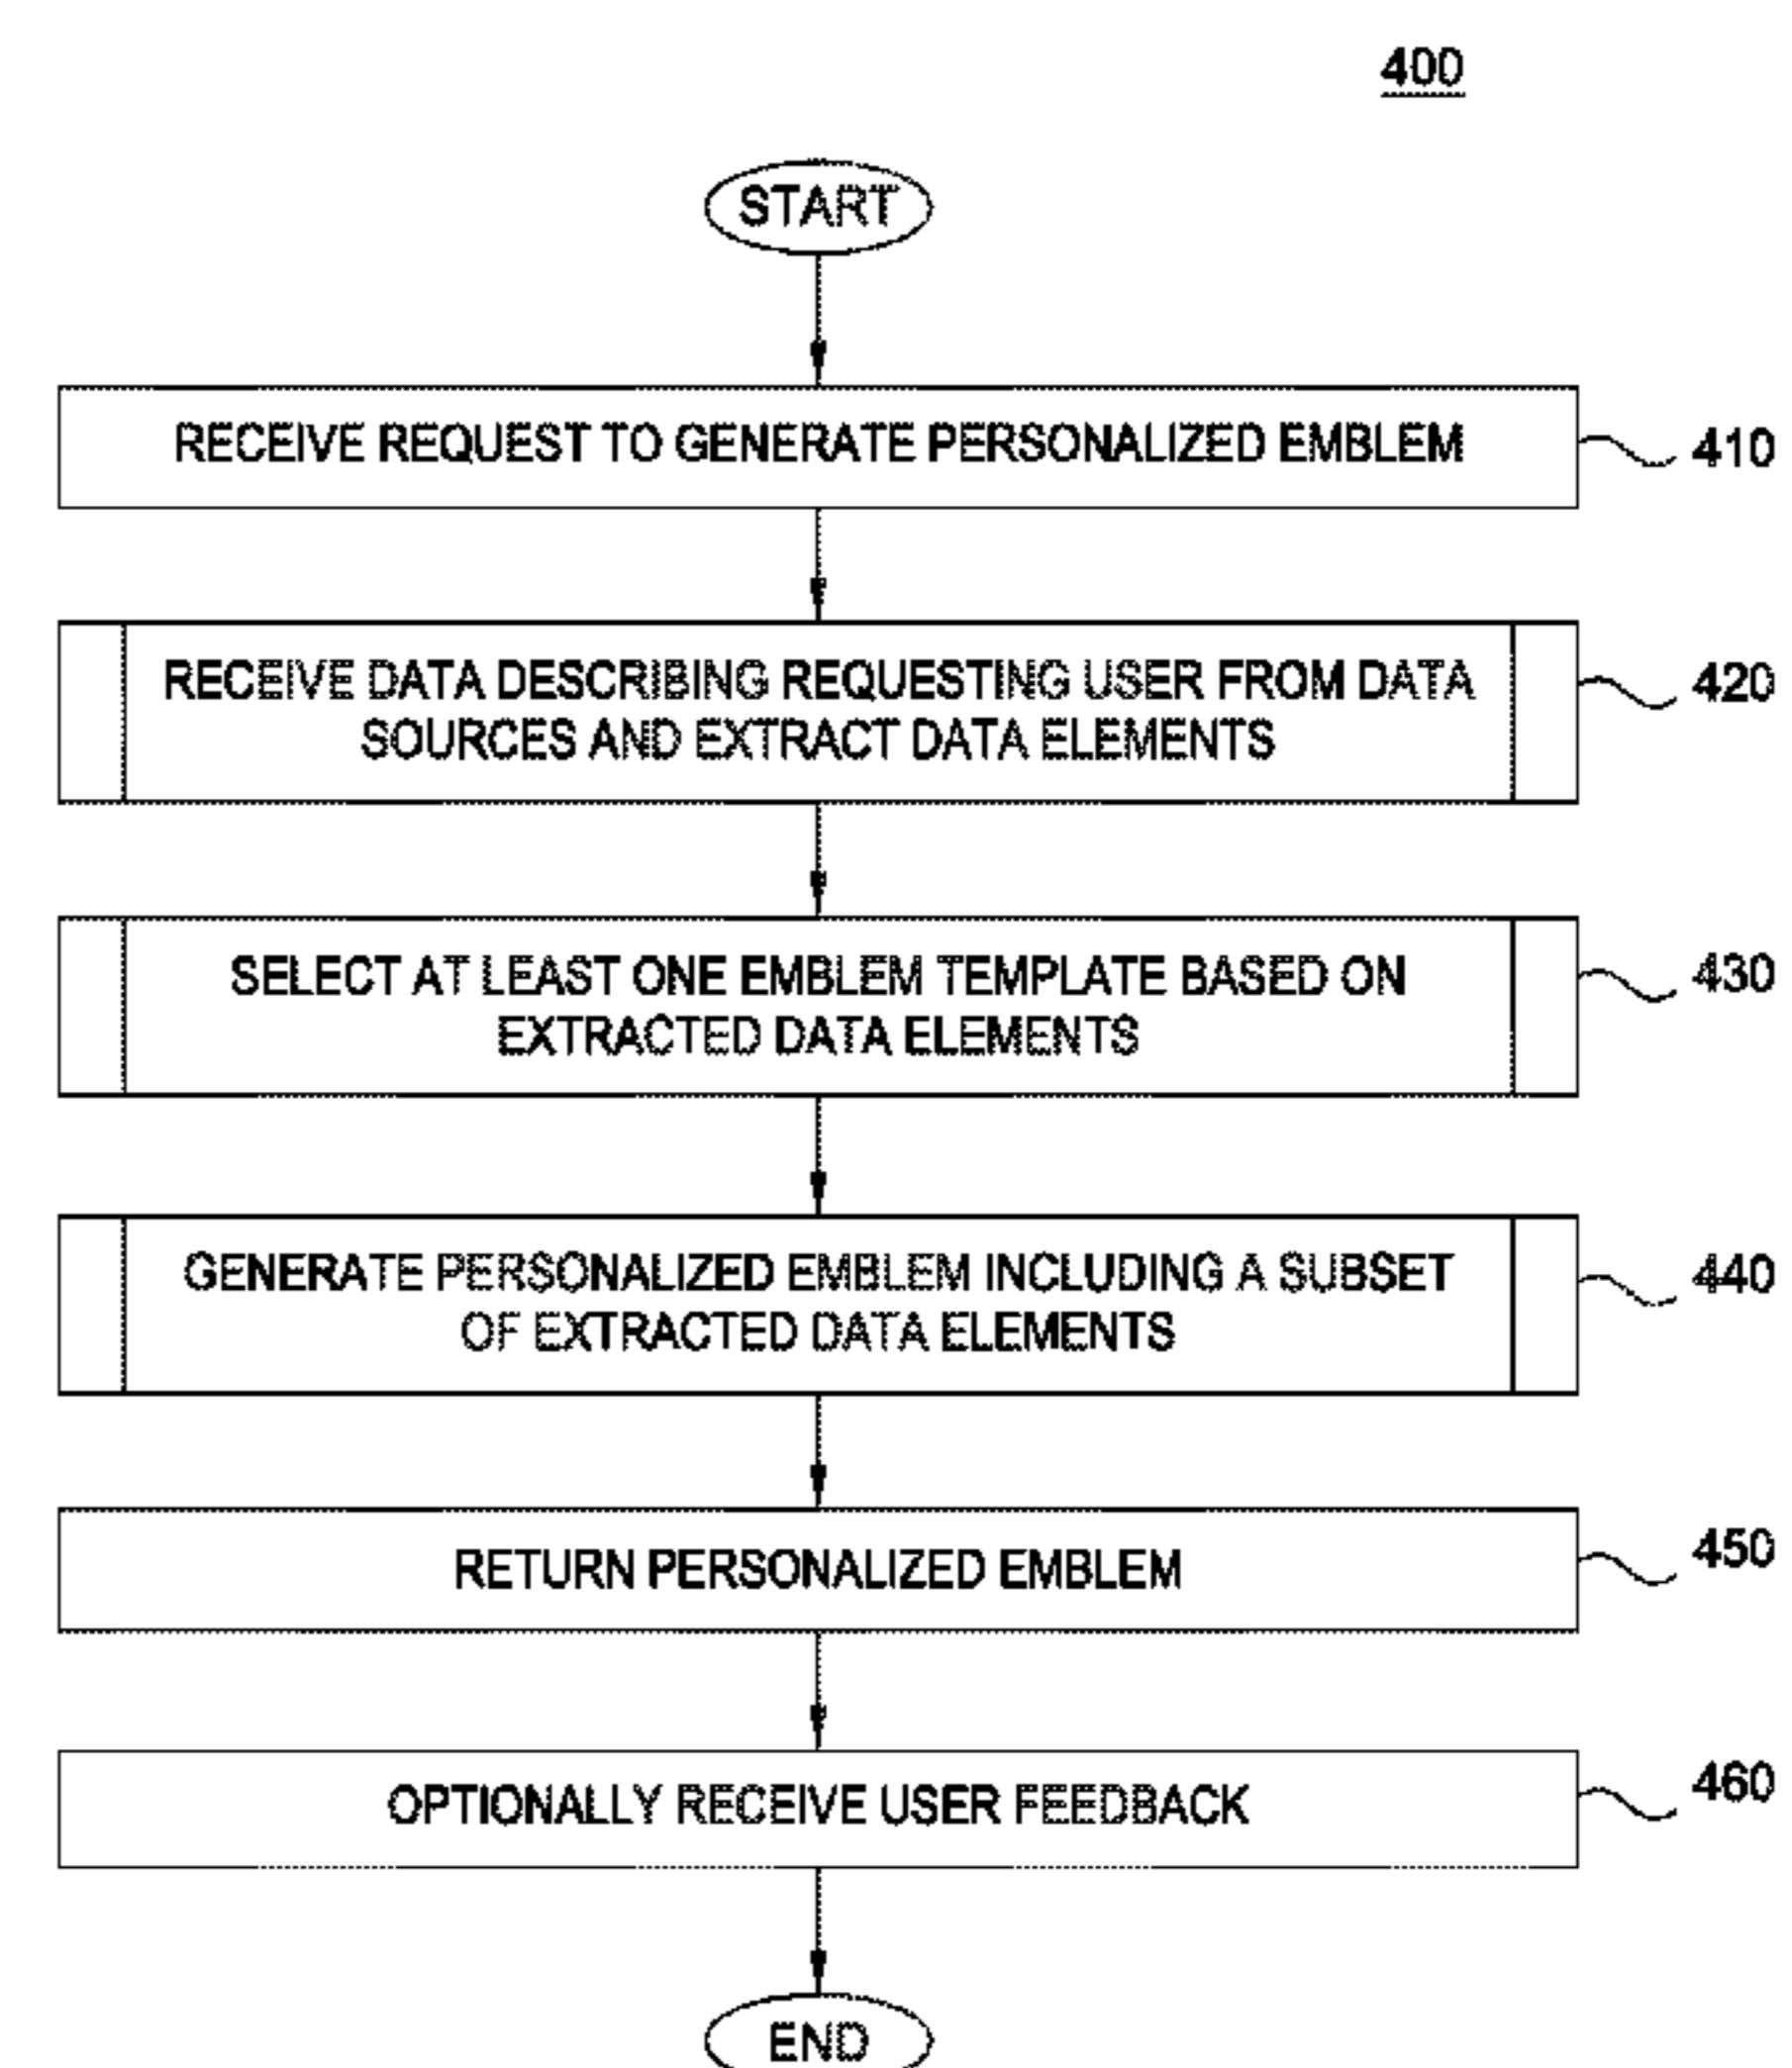 400
START
RECEIVE REQUEST TO GENERATE PERSONALIZED EMBLEM
410
RECEIVE DATA DESCRIBING REQUESTING USER FROM DATA
SOURCES AND EXTRACT DATA ELEMENTS
420
SELECT AT LEAST ONE EMBLEM TEMPLATE BASED ON
EXTRACTED DATA ELEMENTS
430
GENERATE PERSONALIZED EMBLEM INCLUDING A SUBSET
OF EXTRACTED DATA ELEMENTS
440
RETURN PERSONALIZED EMBLEM
450
OPTIONALLY RECEIVE USER FEEDBACK
460
END